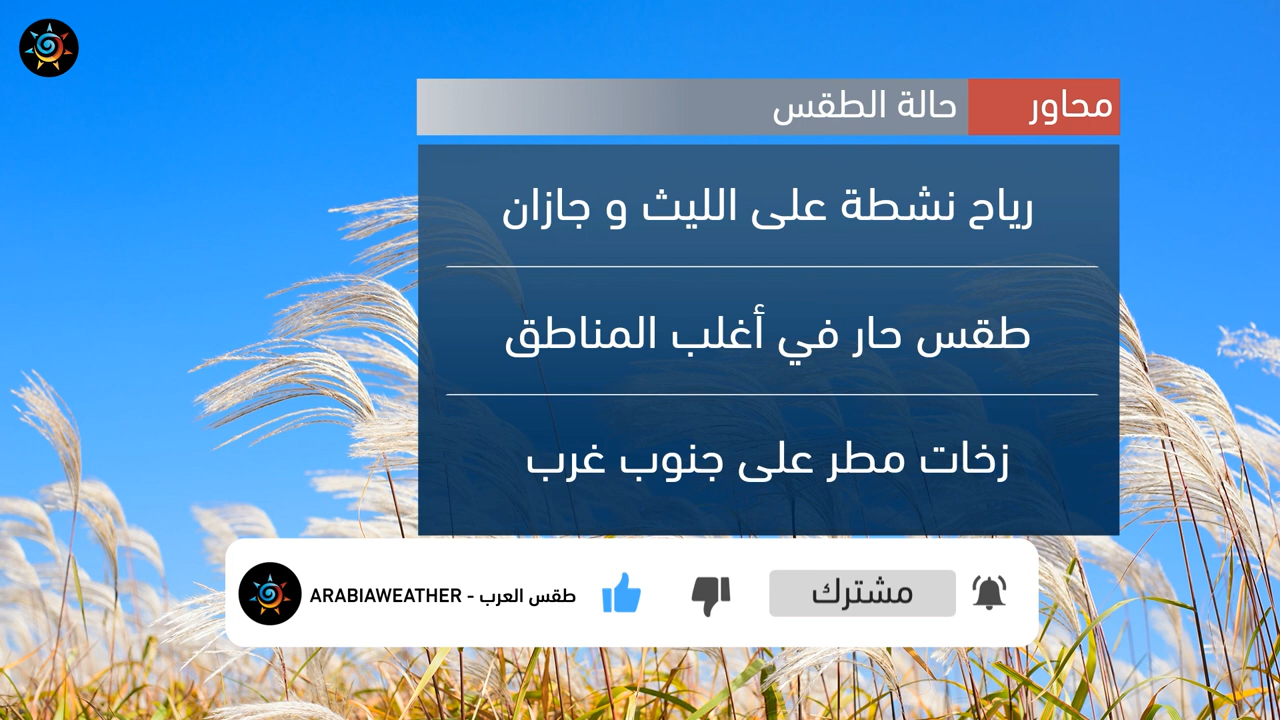 محاور حالة الطقس
رياح نشطة على الليث و جازان
طقس حار في أغلب المناطق
زخات مطر على جنوب غرب
ARABIAWEATHER - طقس العرب
مشترك